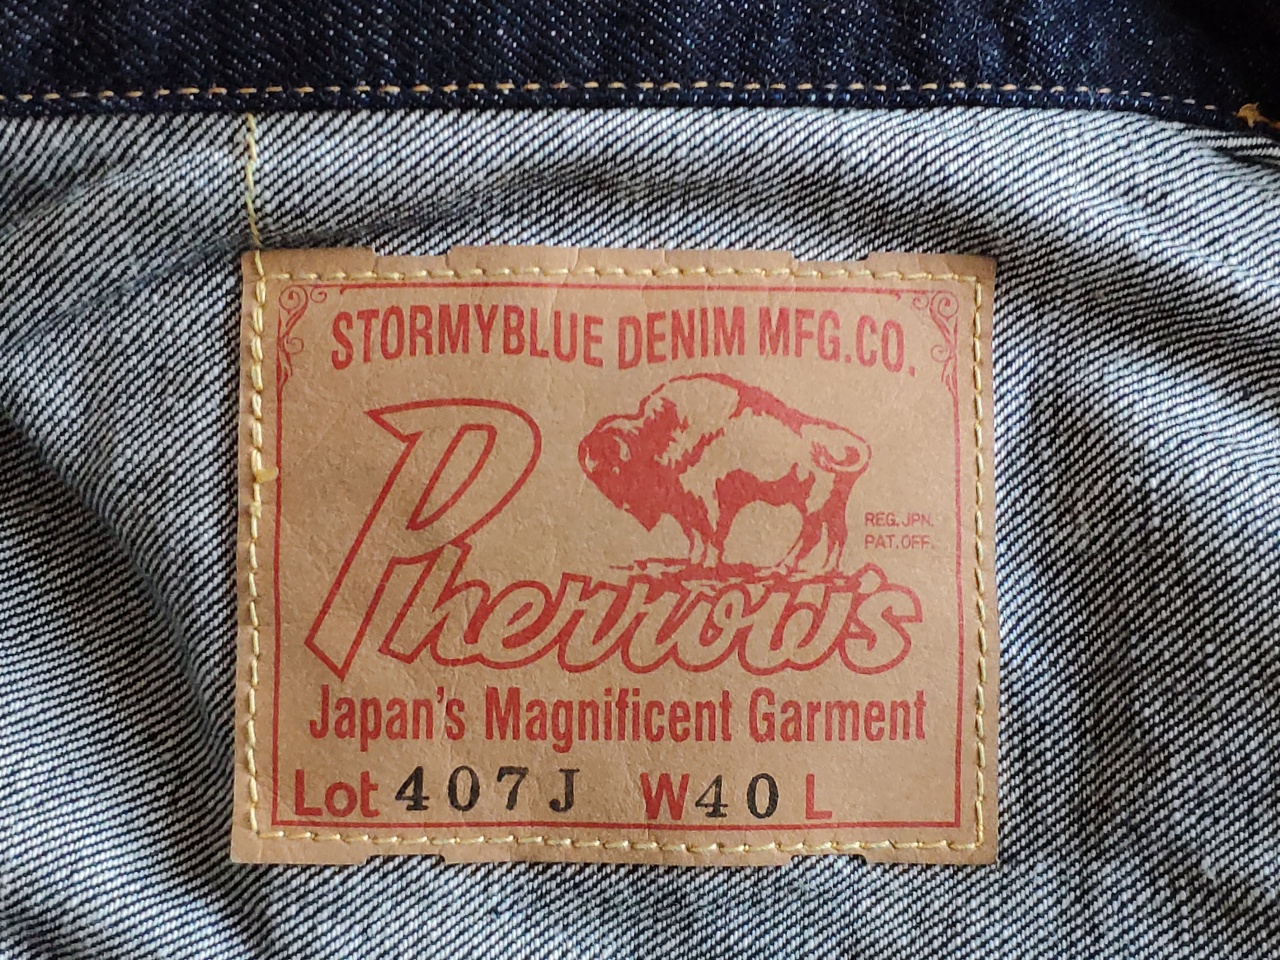 STORMYBLUE DENIM MFG.CO.
Pherrow's
REG. JPN.
PAT. OFF.
Japan's Magnificent Garment
Lot 407J W40 L